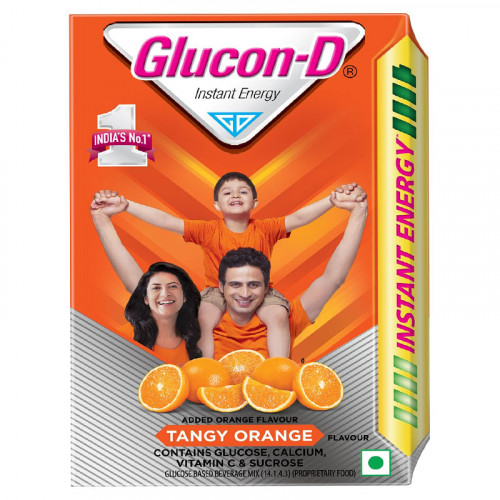 Glucon-D®
Instant Energy
GD
1
INDIA'S No.1*
ADDED ORANGE FLAVOUR
TANGY ORANGE FLAVOUR
CONTAINS GLUCOSE, CALCIUM,
VITAMIN C & SUCROSE
GLUCOSE BASED BEVERAGE MIX (14.1.4.3) (PROPRIETARY FOOD)
INSTANT ENERGY